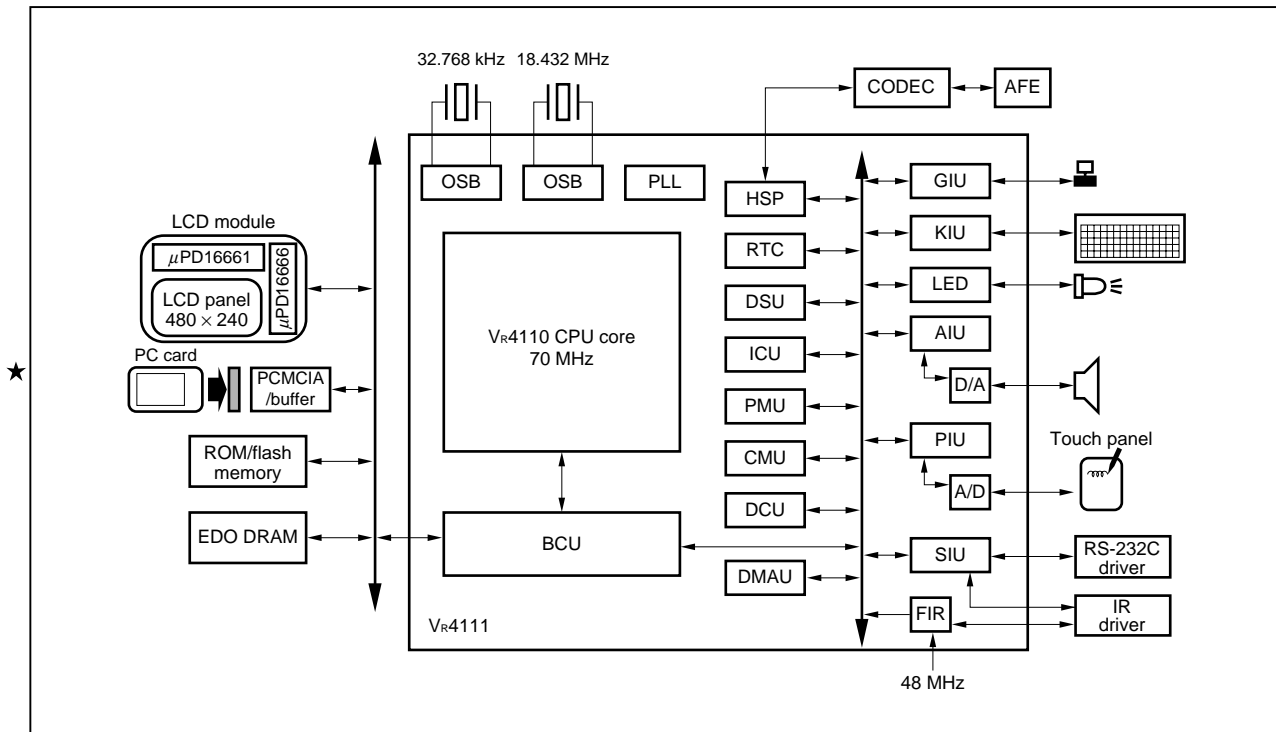 32.768 kHz
18.432 MHz
CODEC
AFE
OSB
OSB
PLL
HSP
GIU
LCD module
µPD16661
µPD16666
LCD panel
480 × 240
RTC
KIU
DSU
LED
VR4110 CPU core
70 MHz
ICU
AIU
D/A
★
PC card
PCMCIA
/buffer
PMU
PIU
Touch panel
A/D
ROM/flash
memory
CMU
EDO DRAM
BCU
DCU
SIU
RS-232C
driver
DMAU
FIR
IR
driver
VR4111
48 MHz